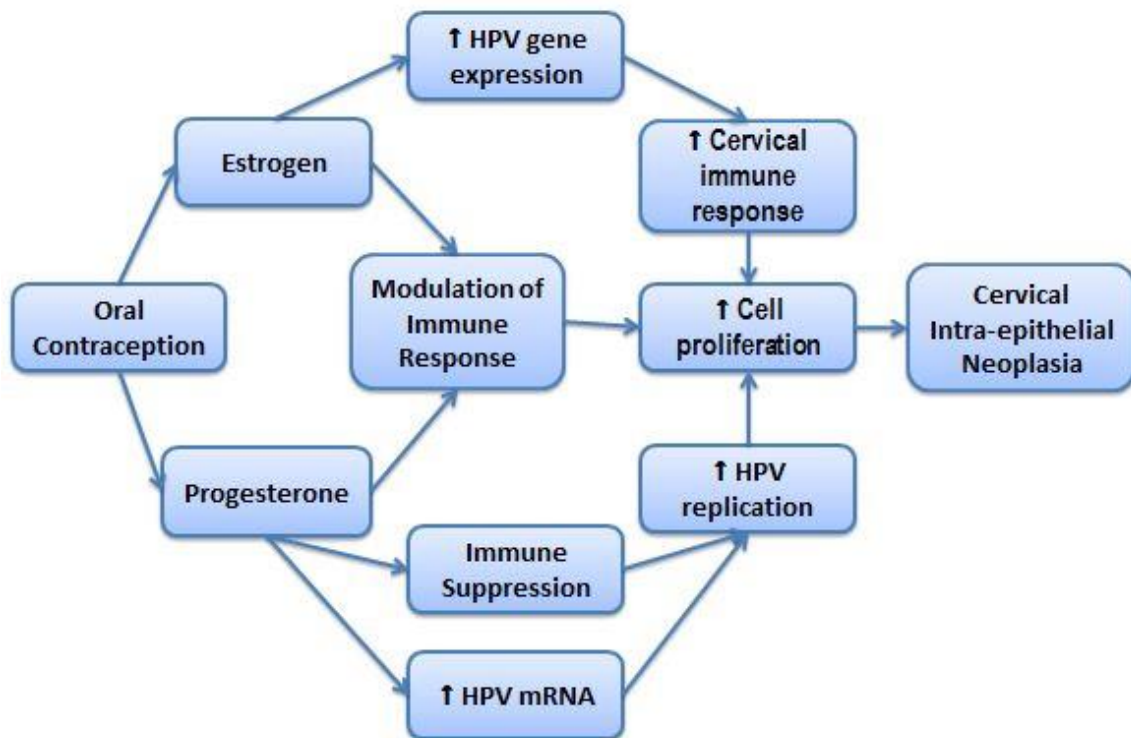 ↑ HPV gene
expression
Estrogen
↑ Cervical
immune
response
Oral
Contraception
Modulation of
Immune
Response
↑ Cell
proliferation
Cervical
Intra-epithelial
Neoplasia
Progesterone
↑ HPV
replication
Immune
Suppression
↑ HPV mRNA